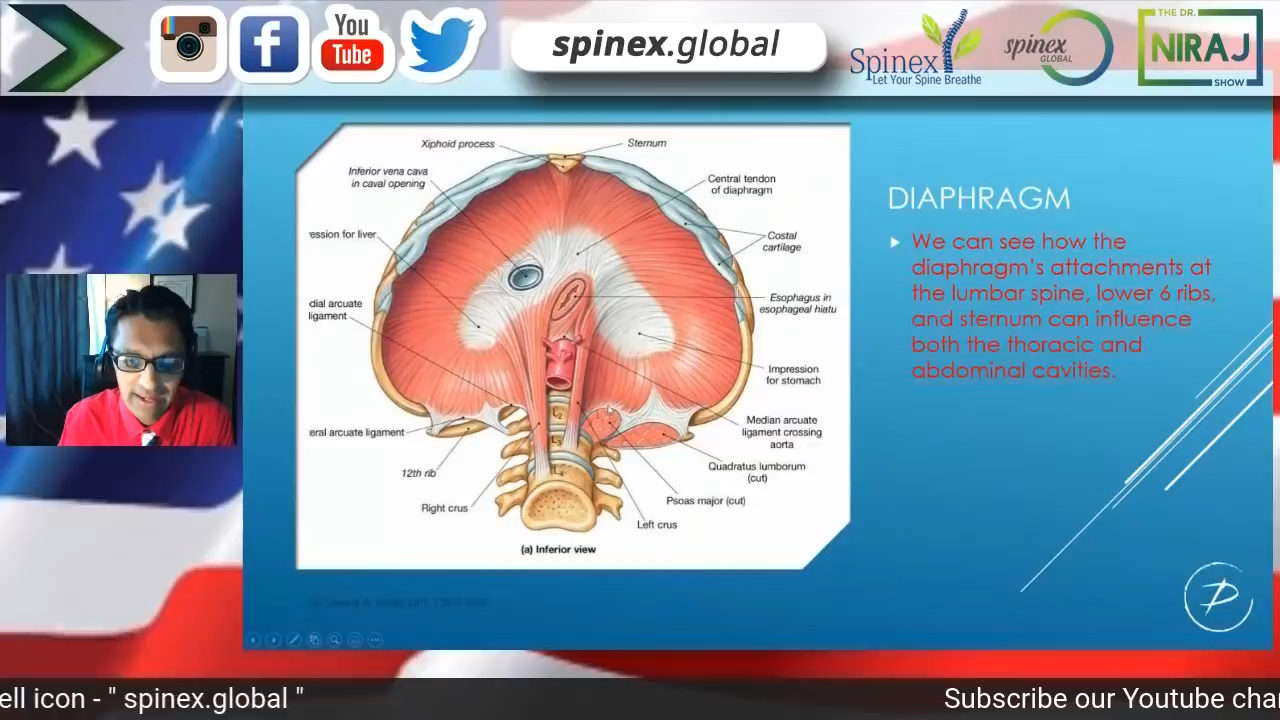 You
Tube
spinex.global
Spinex
Let Your Spine Breathe
spinex
GLOBAL
THE DR.
NIRAJ
SHOW
Xiphoid process
Sternum
Inferior vena cava
in caval opening
Central tendon
of diaphragm
ession for liver
Costal
cartilage
dial arcuate
ligament
Esophagus in
esophageal hiatu
Impression
for stomach
eral arcuate ligament
Median arcuate
ligament crossing
aorta
12th rib
Quadratus lumborum
(cut)
Right crus
Psoas major (cut)
Left crus
L2
L3
L4
(a) Inferior view
DIAPHRAGM
We can see how the
diaphragm's attachments at
the lumbar spine, lower 6 ribs,
and sternum can influence
both the thoracic and
abdominal cavities.
ell icon - " spinex.global "
Subscribe our Youtube cha